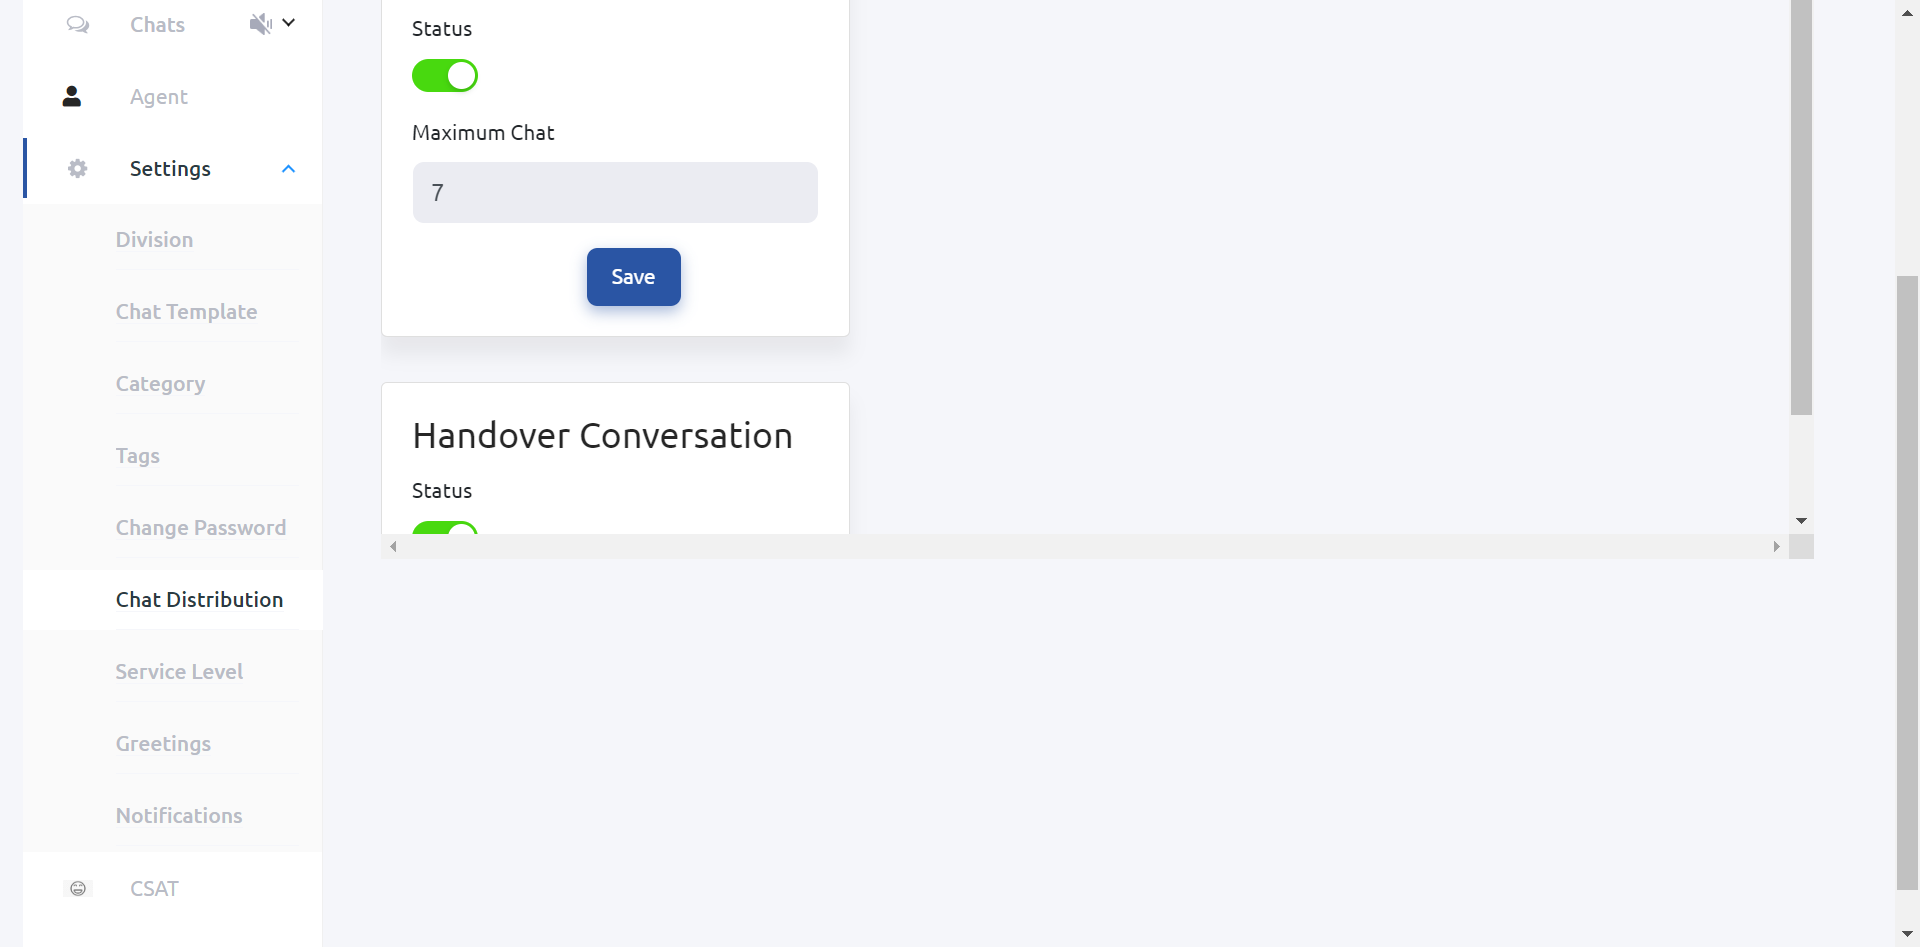 Chats
Agent
Settings
Division
Chat Template
Category
Tags
Change Password
Chat Distribution
Service Level
Greetings
Notifications
CSAT
Status
Maximum Chat
7
Save
Handover Conversation
Status